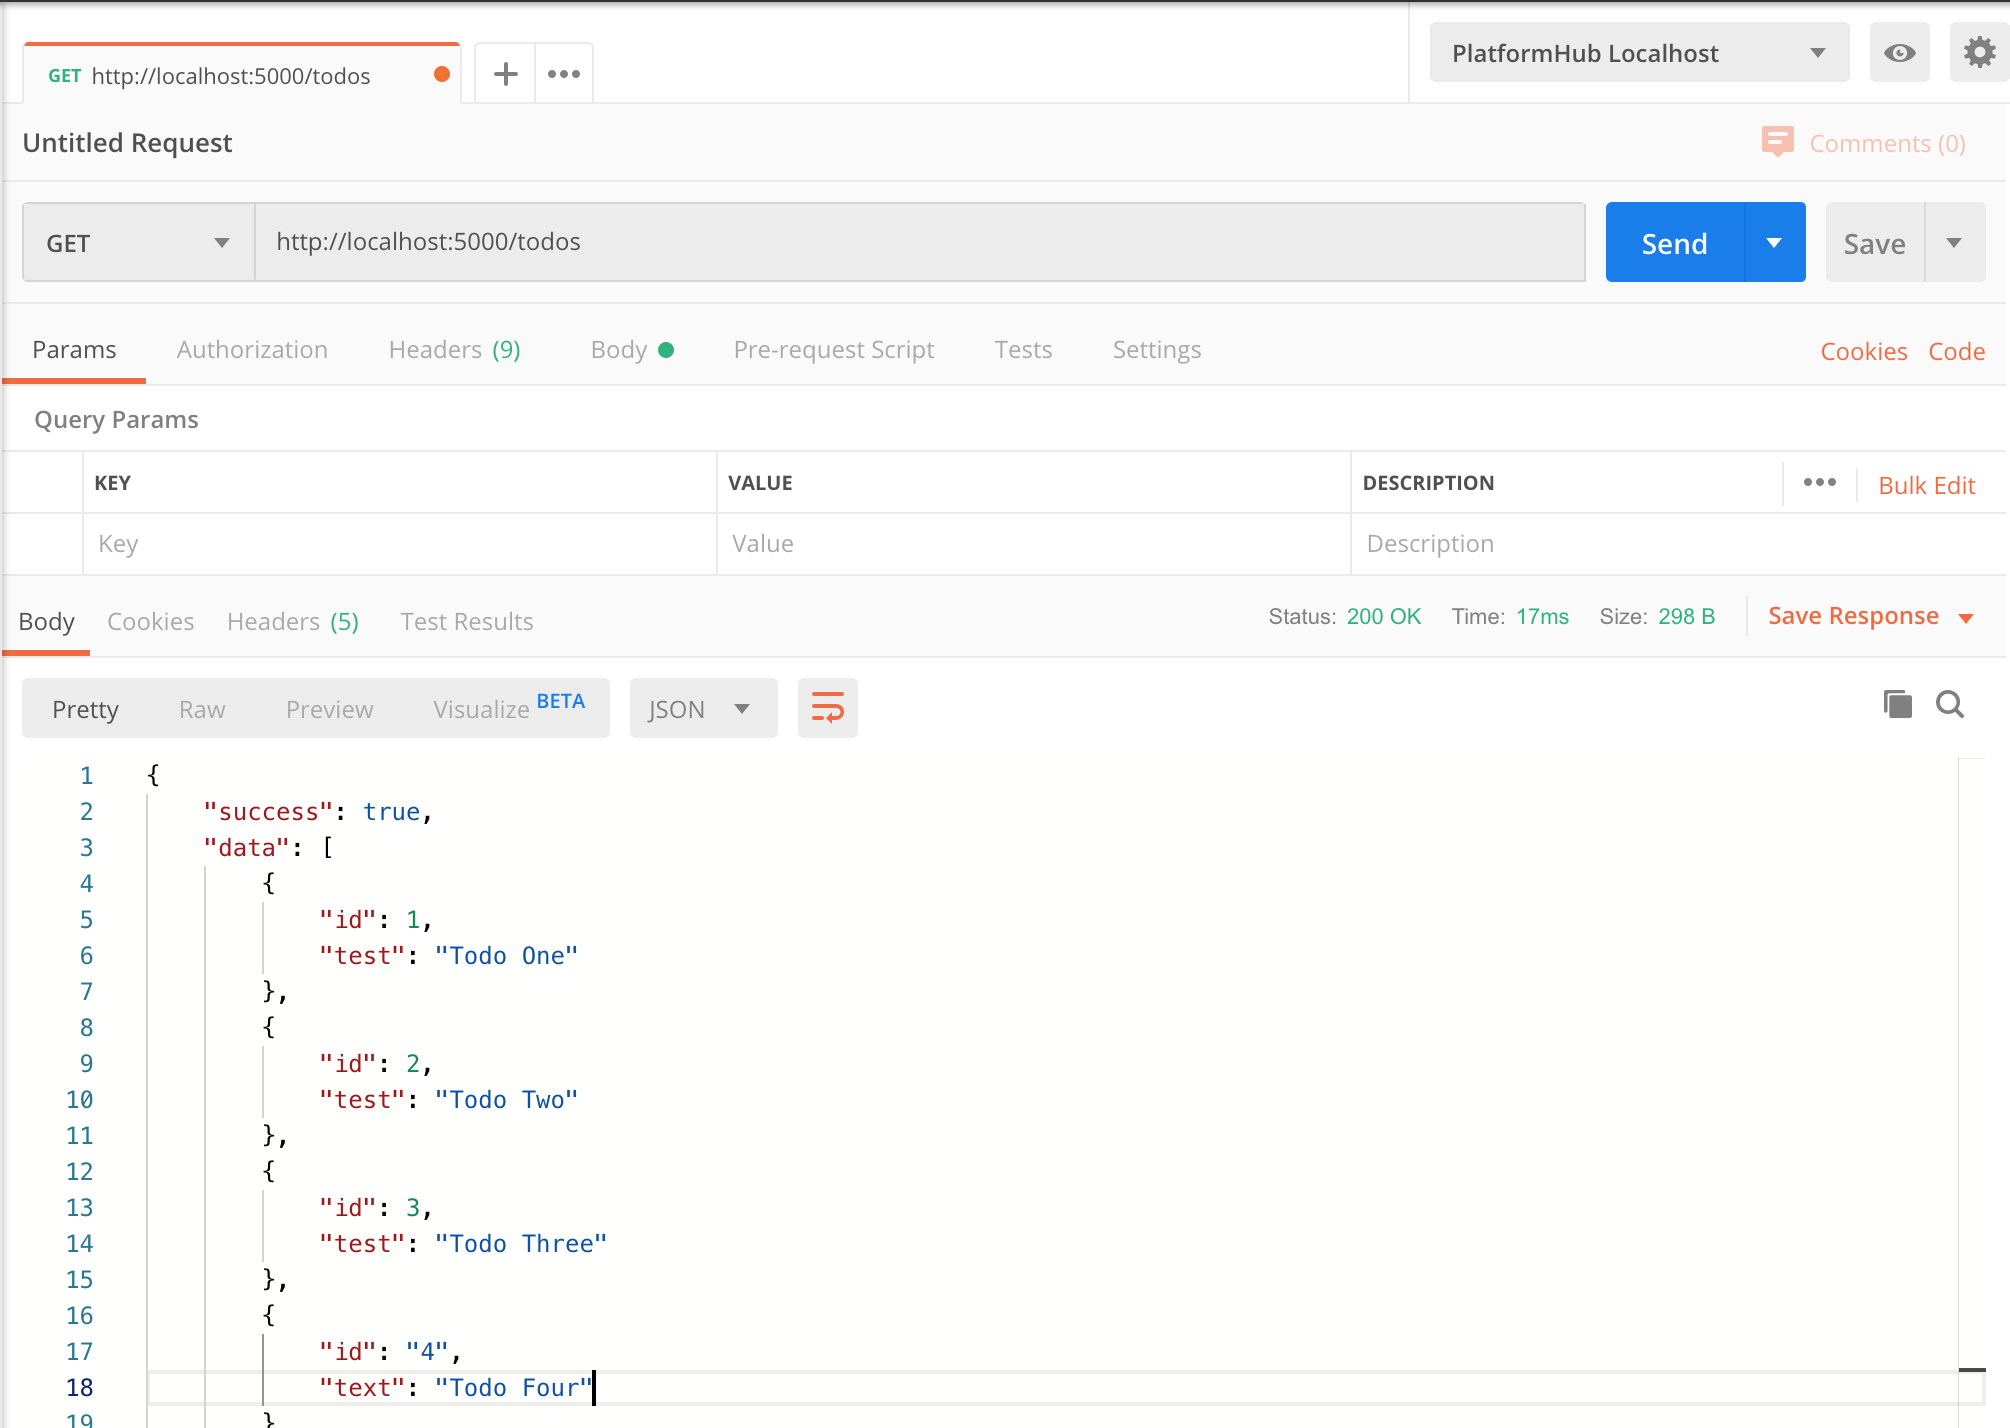 GET http://localhost:5000/todos
PlatformHub Localhost
Untitled Request
Comments (0)
GET http://localhost:5000/todos Send Save
Params Authorization Headers (9) Body Pre-request Script Tests Settings Cookies Code
Query Params
KEY VALUE DESCRIPTION Bulk Edit
Key Value Description
Body Cookies Headers (5) Test Results Status: 200 OK Time: 17ms Size: 298 B Save Response
Pretty Raw Preview Visualize BETA JSON
1 {
2 "success": true,
3 "data": [
4 {
5 "id": 1,
6 "test": "Todo One"
7 },
8 {
9 "id": 2,
10 "test": "Todo Two"
11 },
12 {
13 "id": 3,
14 "test": "Todo Three"
15 },
16 {
17 "id": "4",
18 "text": "Todo Four"
19 }